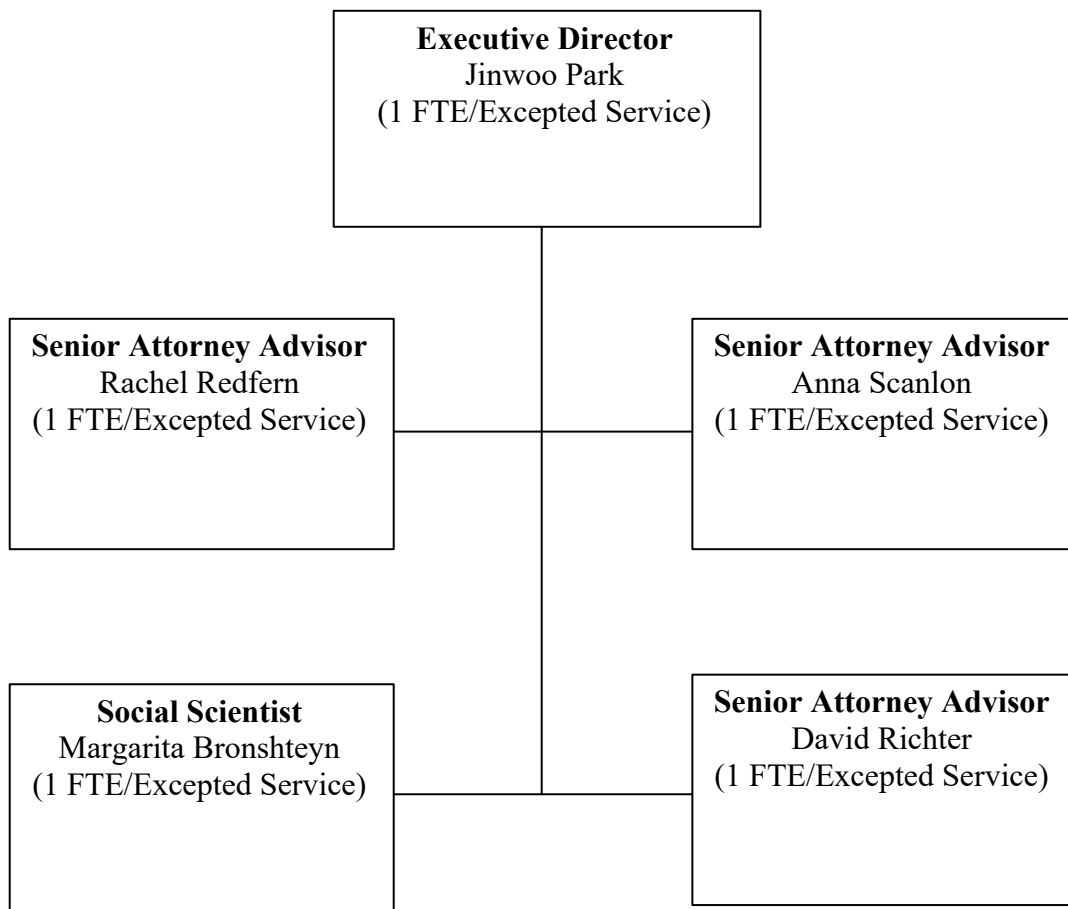 Executive Director
Jinwoo Park
(1 FTE/Excepted Service)
Senior Attorney Advisor
Rachel Redfern
(1 FTE/Excepted Service)
Senior Attorney Advisor
Anna Scanlon
(1 FTE/Excepted Service)
Social Scientist
Margarita Bronshteyn
(1 FTE/Excepted Service)
Senior Attorney Advisor
David Richter
(1 FTE/Excepted Service)